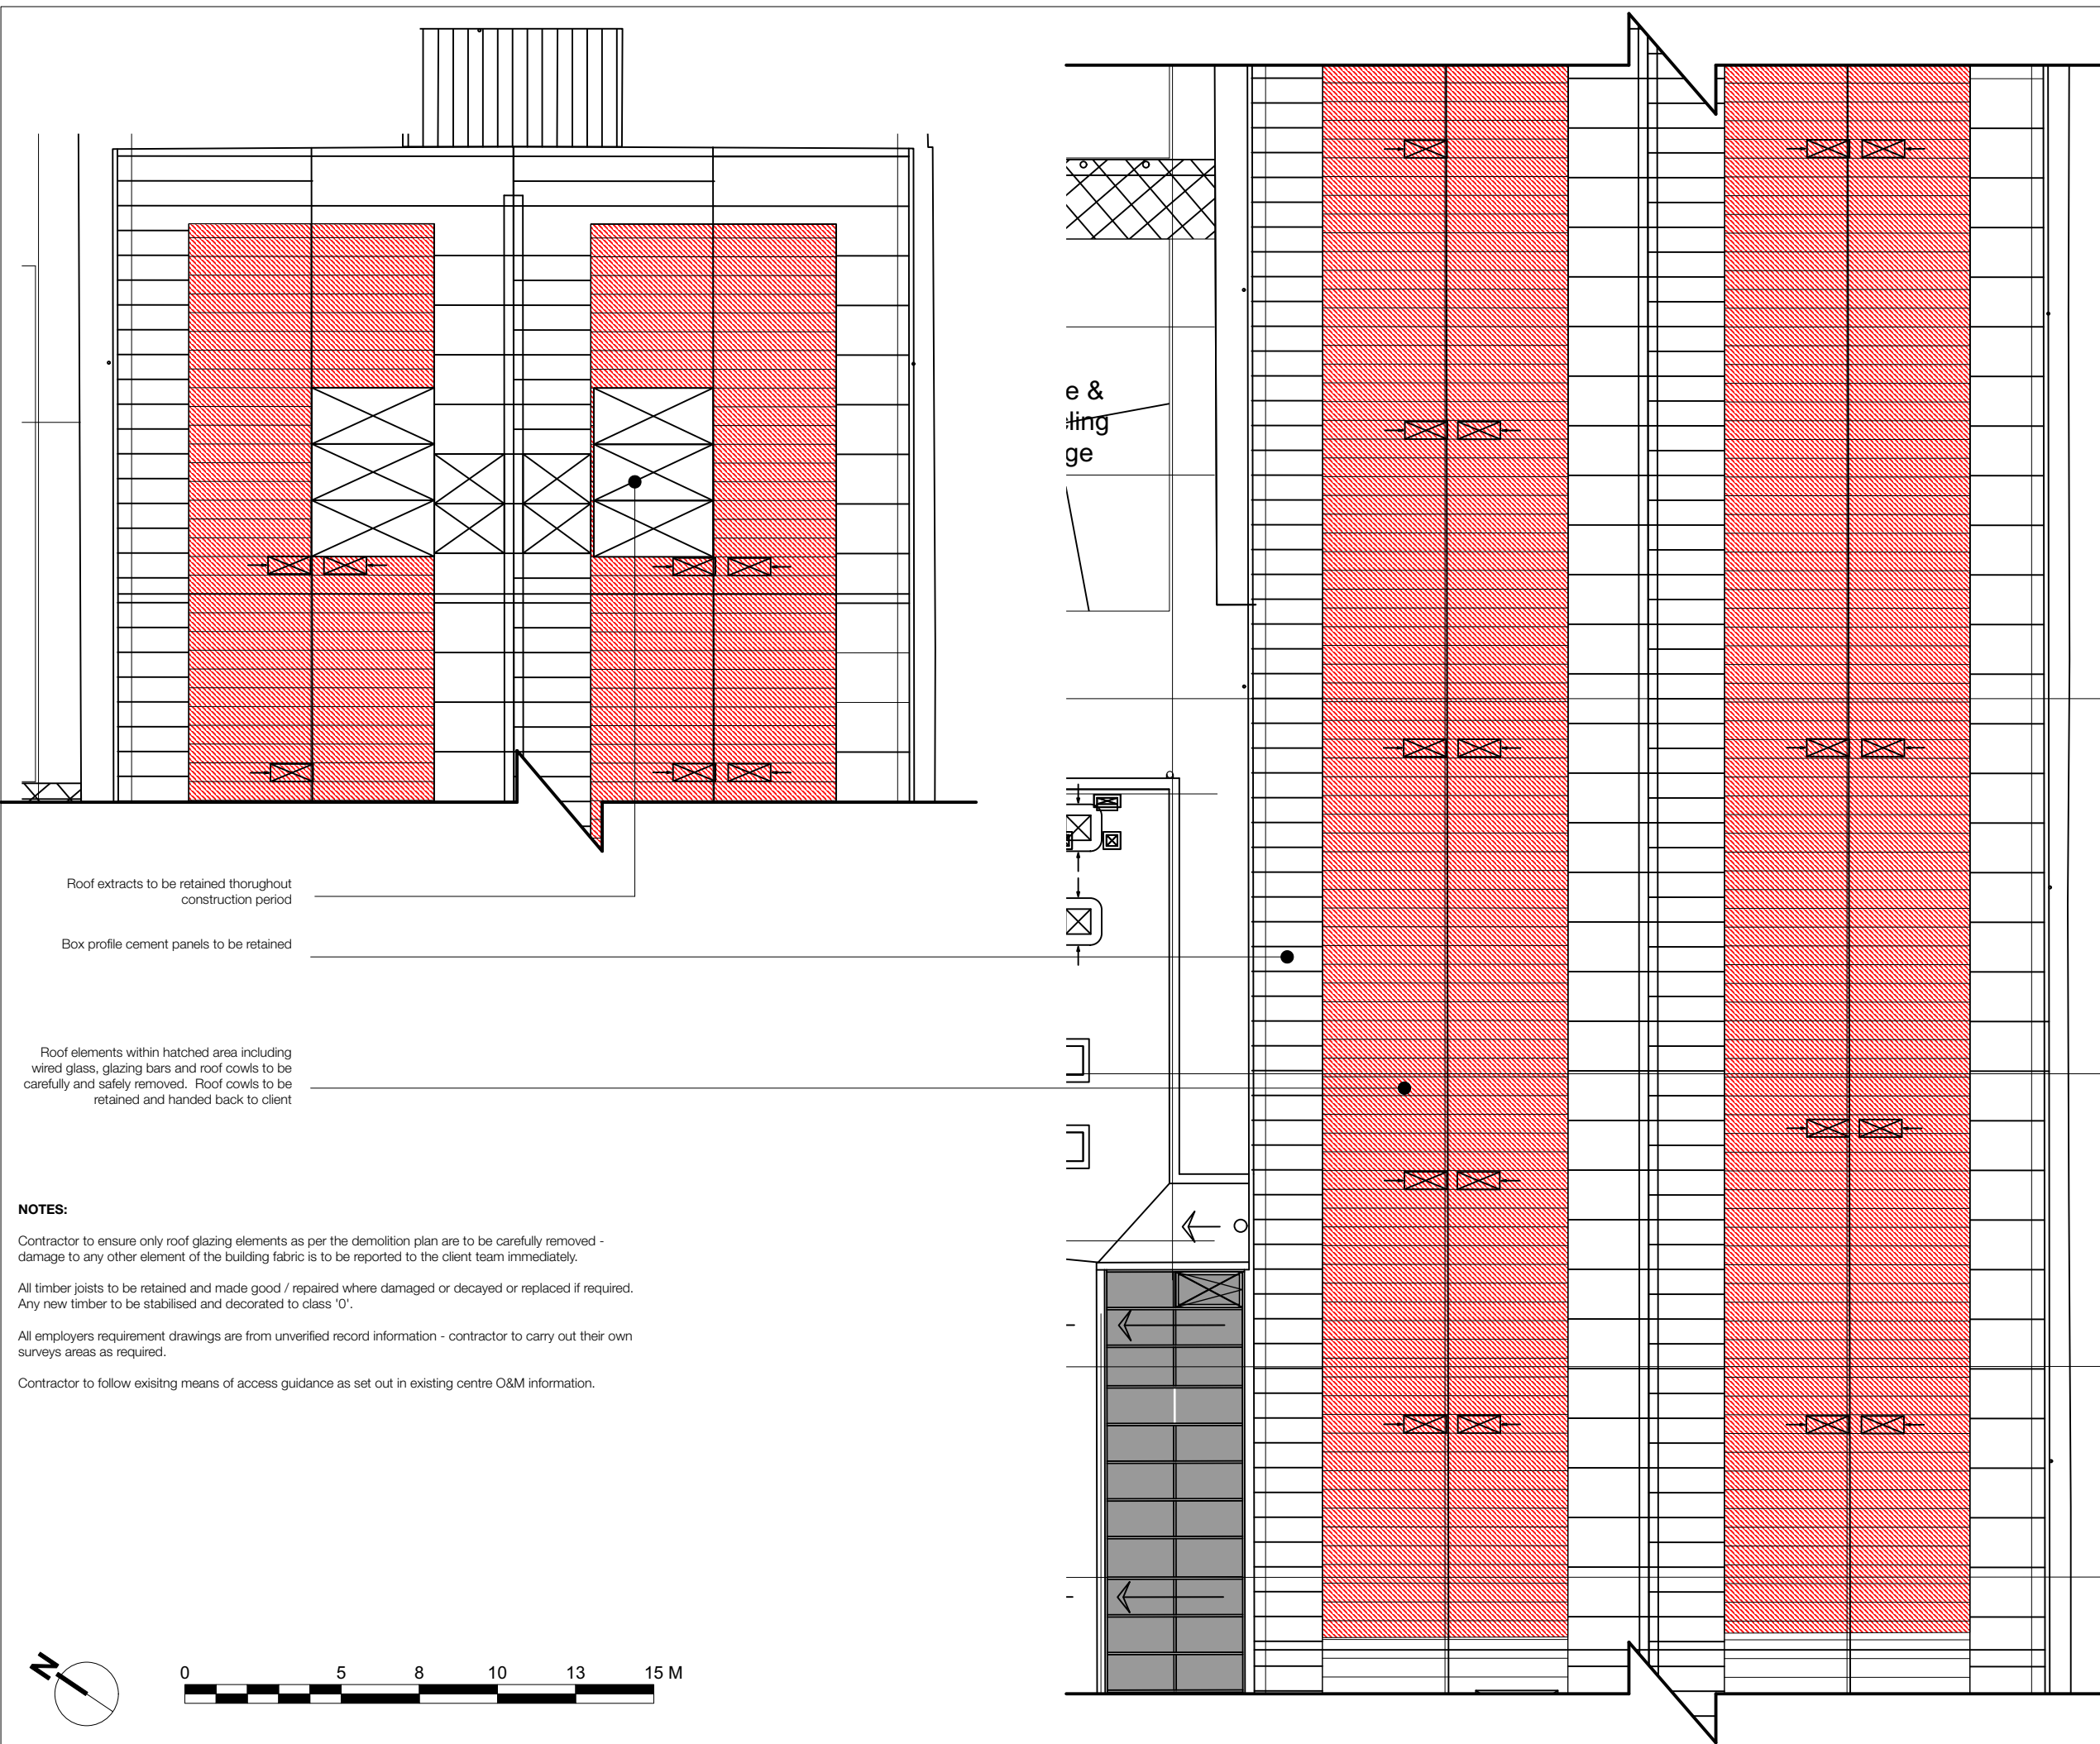 e &
cling
ge
Roof extracts to be retained thorughout
construction period
Box profile cement panels to be retained
Roof elements within hatched area including
wired glass, glazing bars and roof cowls to be
carefully and safely removed.  Roof cowls to be
retained and handed back to client
NOTES:
Contractor to ensure only roof glazing elements as per the demolition plan are to be carefully removed -
damage to any other element of the building fabric is to be reported to the client team immediately.
All timber joists to be retained and made good / repaired where damaged or decayed or replaced if required.
Any new timber to be stabilised and decorated to class '0'.
All employers requirement drawings are from unverified record information - contractor to carry out their own
surveys areas as required.
Contractor to follow exisitng means of access guidance as set out in existing centre O&M information.
N
0 5 8 10 13 15 M